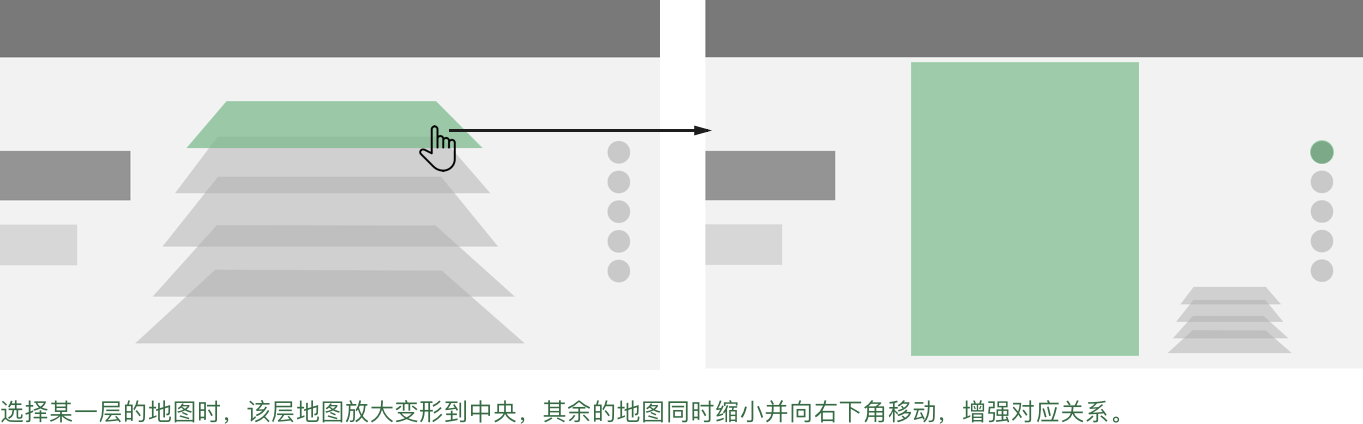 选择某一层的地图时，该层地图放大变形到中央，其余的地图同时缩小并向右下角移动，增强对应关系。